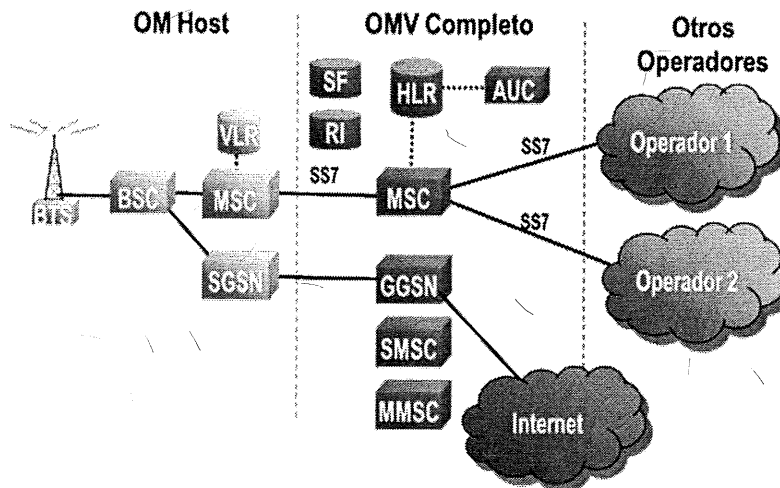 OM Host
OMV Completo
Otros
Operadores
SF
HLR
AUC
VLR
RI
SS7
Operador 1
BTS
BSC
MSC
SS7
MSC
SS7
SGSN
GGSN
Operador 2
SMSC
MMSC
Internet